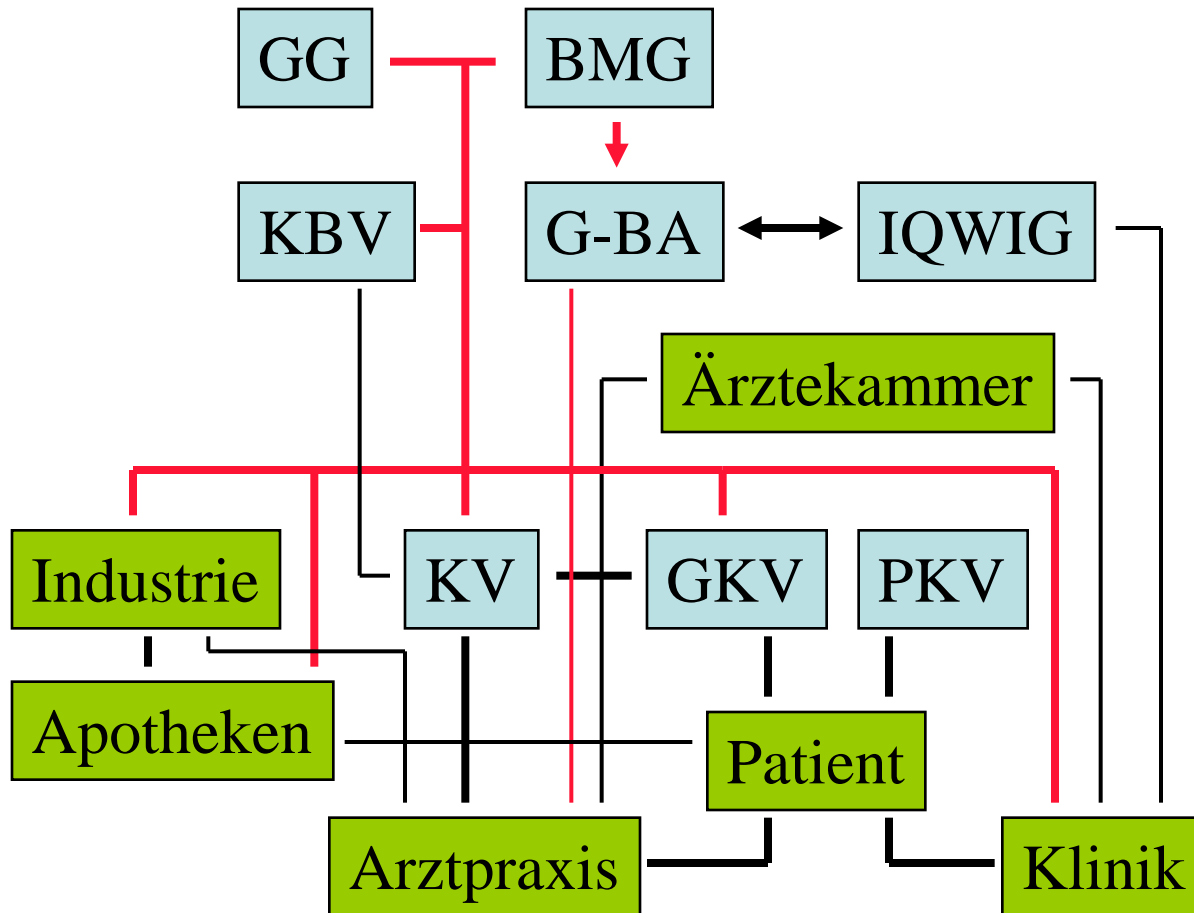 GG
BMG
KBV
G-BA
IQWIG
Ärztekammer
Industrie
KV
GKV
PKV
Apotheken
Patient
Arztpraxis
Klinik